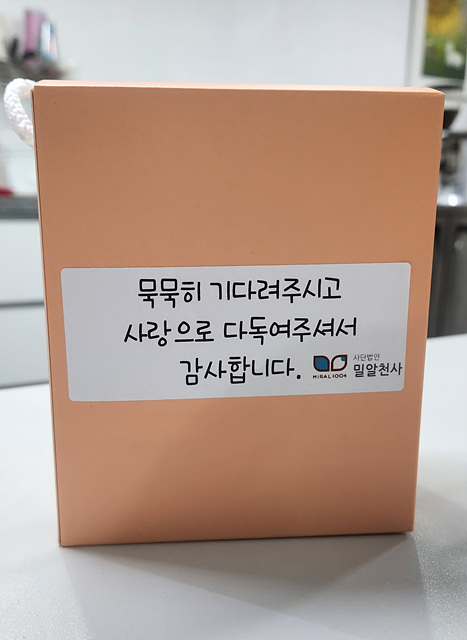 묵묵히 기다려주시고
사랑으로 다독여주셔서
감사합니다.
사단법인
밀알천사
MIRAL 1004